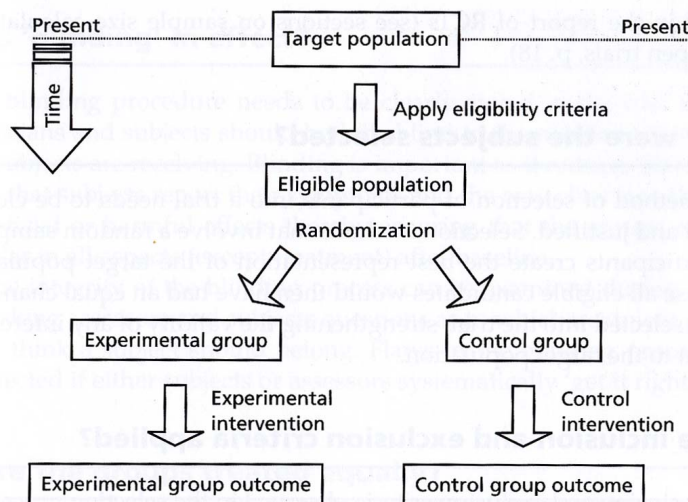 Present
Present
Target population
Time
Apply eligibility criteria
Eligible population
Randomization
Experimental group
Control group
Experimental
intervention
Control
intervention
Experimental group outcome
Control group outcome